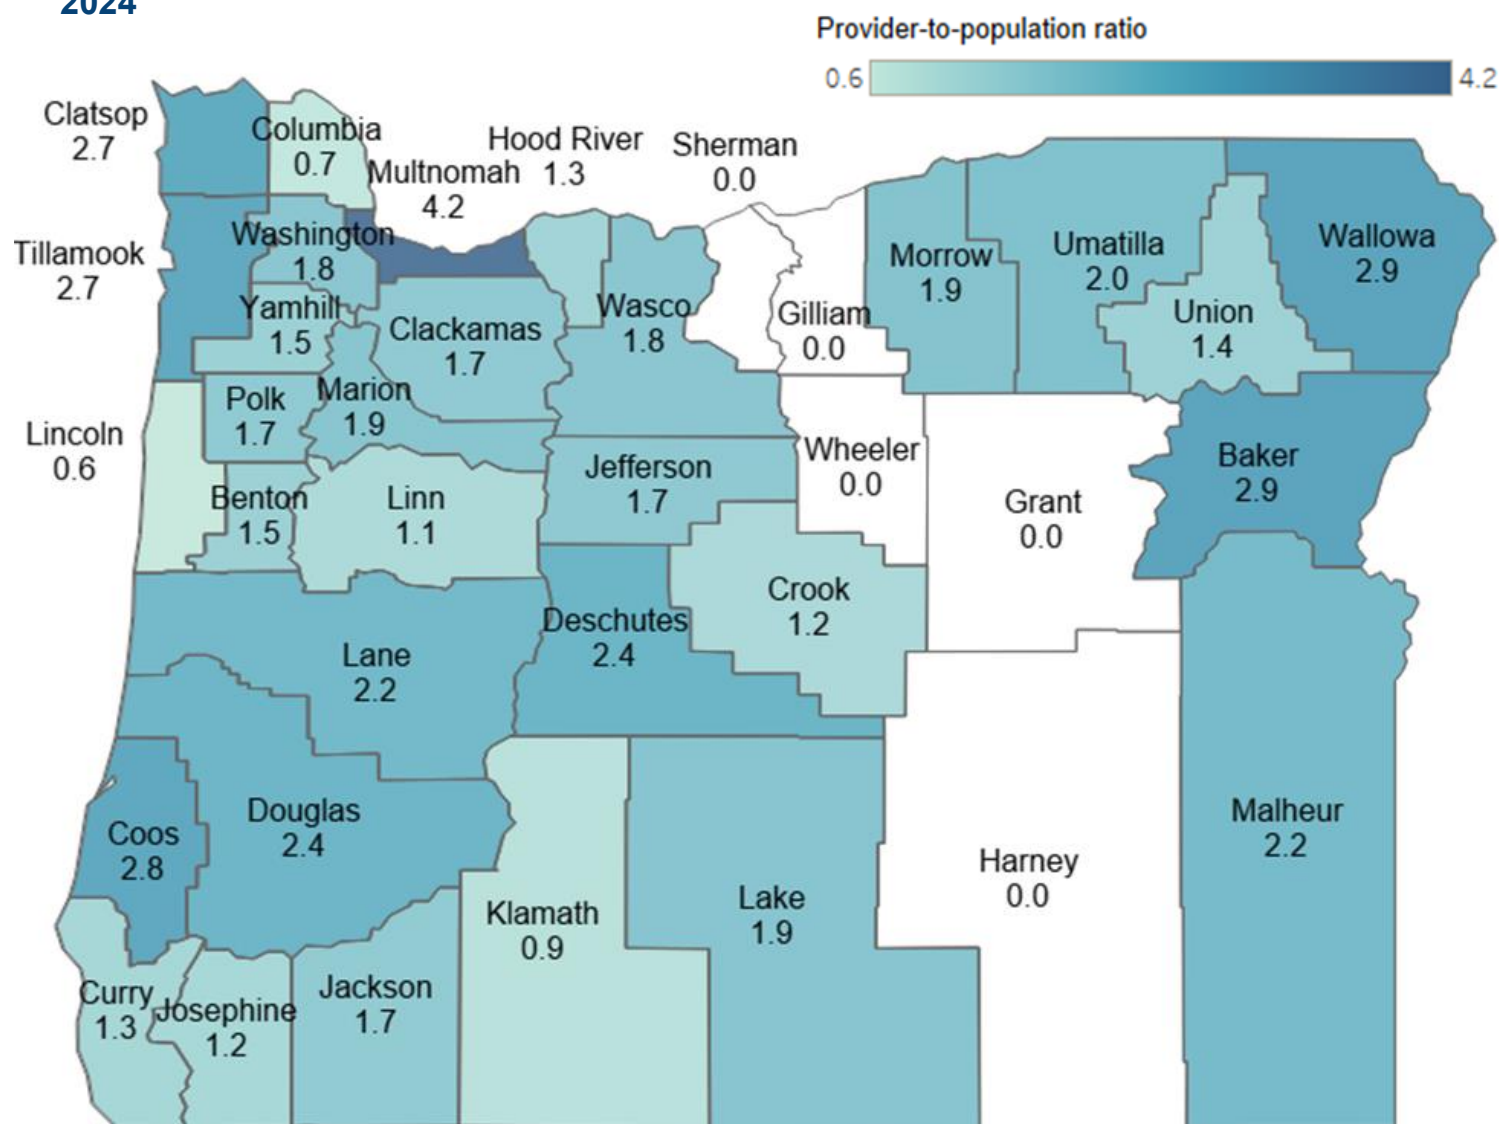 2024
Provider-to-population ratio
0.6
4.2
Clatsop
2.7
Columbia
0.7
Multnomah
4.2
Hood River
1.3
Sherman
0.0
Tillamook
2.7
Washington
1.8
Yamhill
1.5
Clackamas
1.7
Wasco
1.8
Gilliam
0.0
Morrow
1.9
Umatilla
2.0
Union
1.4
Wallowa
2.9
Lincoln
0.6
Polk
1.7
Marion
1.9
Benton
1.5
Linn
1.1
Jefferson
1.7
Wheeler
0.0
Grant
0.0
Baker
2.9
Lane
2.2
Deschutes
2.4
Crook
1.2
Coos
2.8
Douglas
2.4
Klamath
0.9
Lake
1.9
Harney
0.0
Malheur
2.2
Curry
1.3
Josephine
1.2
Jackson
1.7